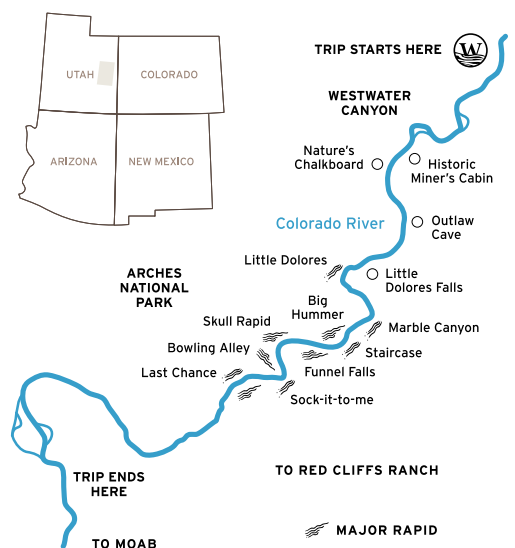 TRIP STARTS HERE
W
UTAH
COLORADO
WESTWATER
CANYON
ARIZONA
NEW MEXICO
Nature's
Chalkboard
Historic
Miner's Cabin
Colorado River
Outlaw
Cave
Little Dolores
ARCHES
NATIONAL
PARK
Little
Dolores Falls
Big
Hummer
Skull Rapid
Marble Canyon
Bowling Alley
Staircase
Last Chance
Funnel Falls
Sock-it-to-me
TRIP ENDS
HERE
TO RED CLIFFS RANCH
MAJOR RAPID
TO MOAB